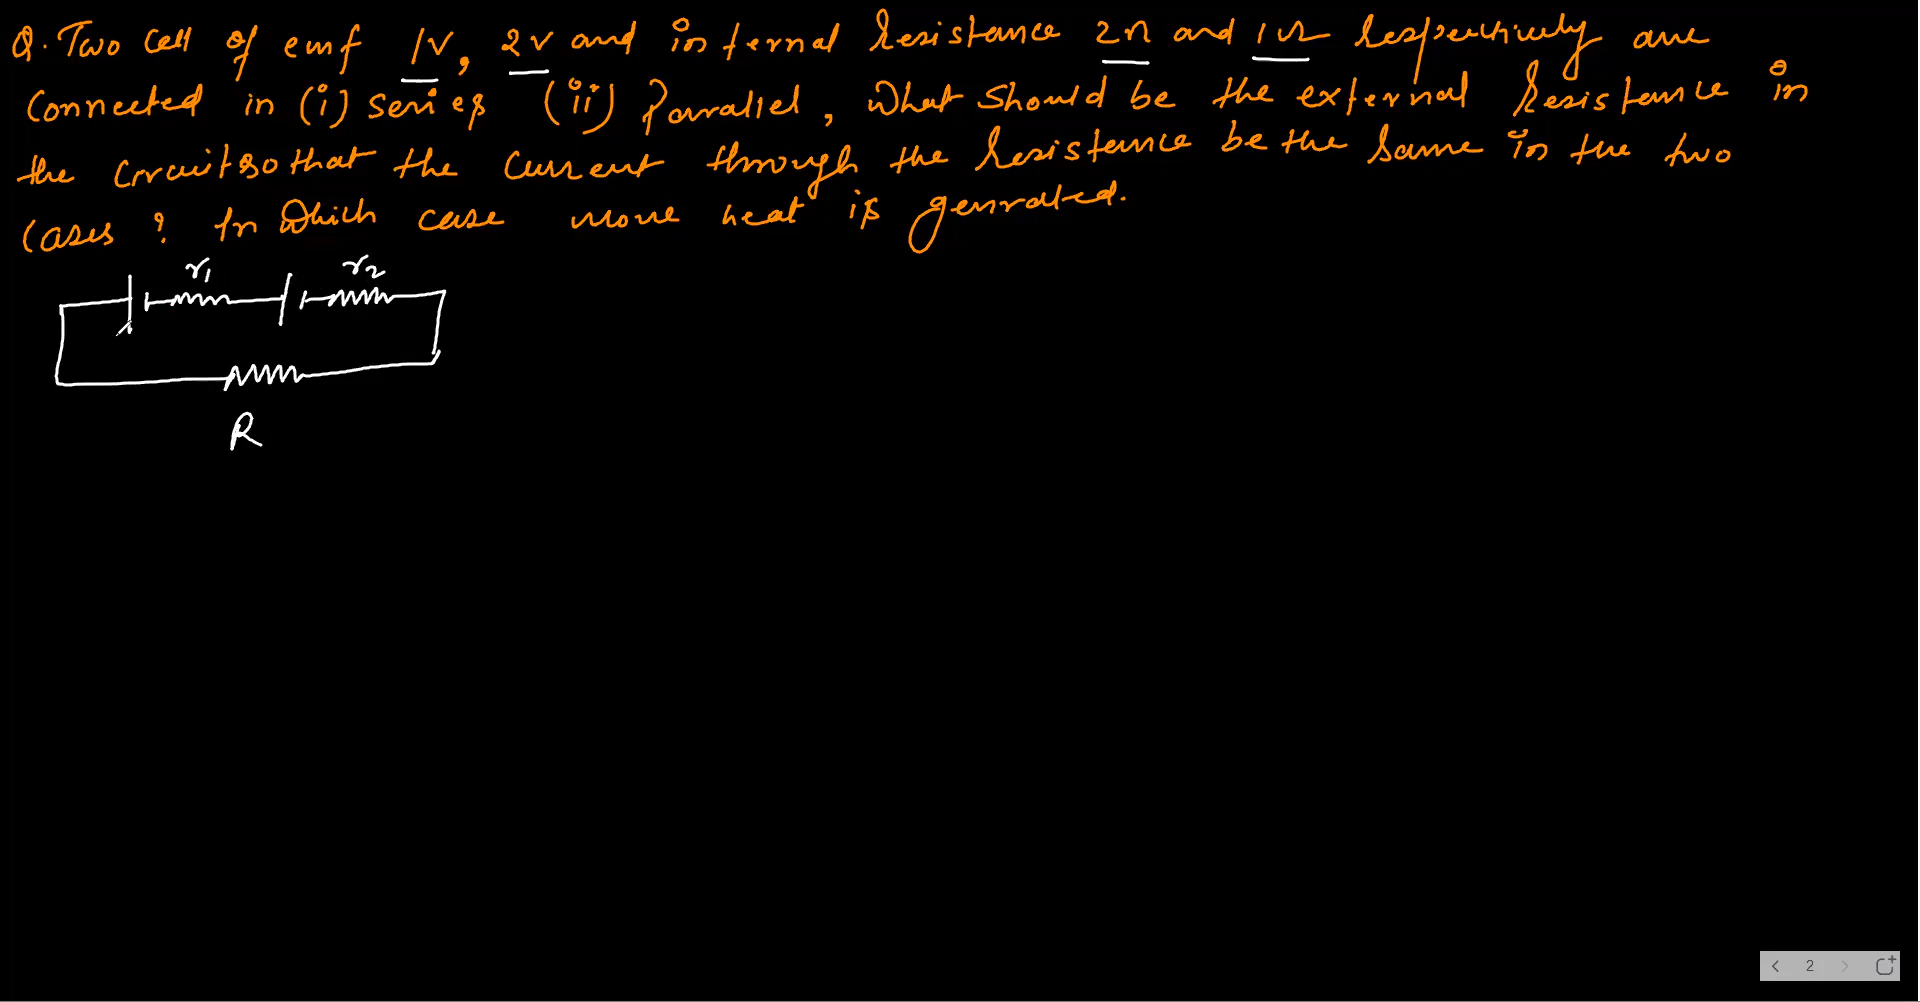 Q. Two cell of emf 1V, 2V and internal Resistance 2Ω and 1Ω Respectively are
connected in (i) series (ii) Parallel, What should be the external Resistance in
the circuit so that the current through the Resistance be the same in the two
cases ? In which case more heat is genrated.
r1 r2
R
2